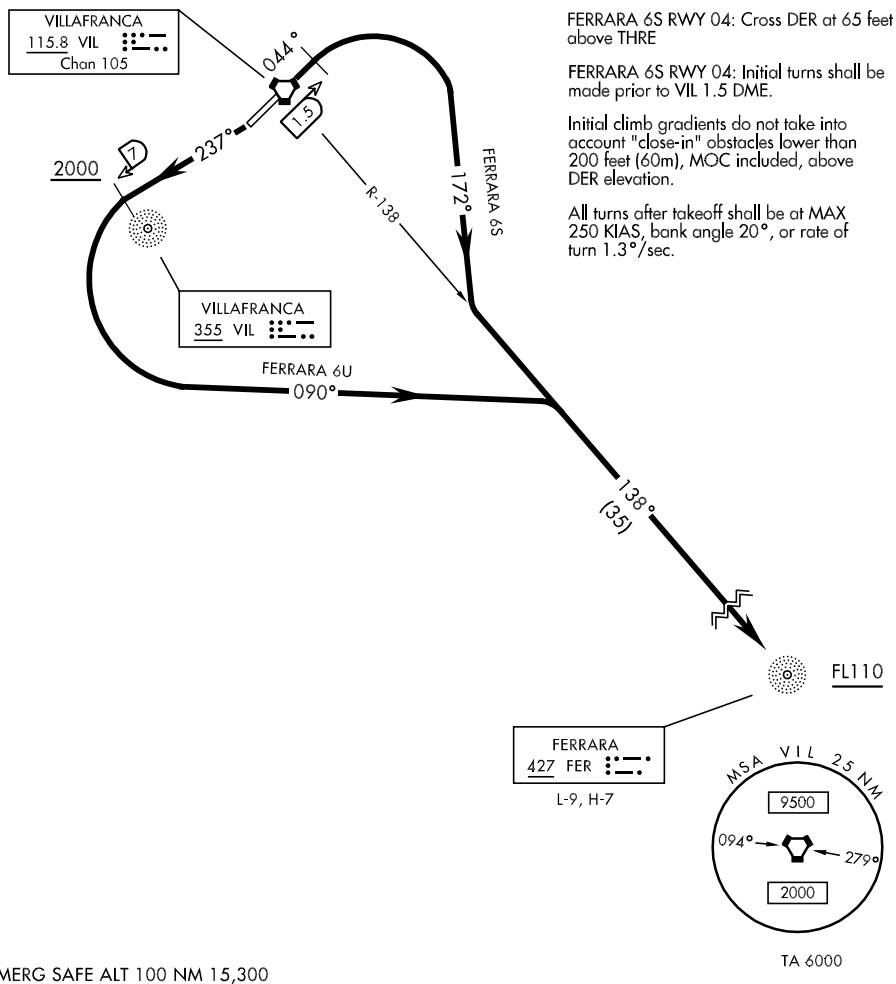 VILLAFRANCA
115.8 VIL
Chan 105
044°
1.5
237°
7
2000
R-138
172°
FERRARA 6S
VILLAFRANCA
355 VIL
FERRARA 6U
090°
138°
(35)
FL110
FERRARA
427 FER
L-9, H-7
FERRARA 6S RWY 04: Cross DER at 65 feet
above THRE
FERRARA 6S RWY 04: Initial turns shall be
made prior to VIL 1.5 DME.
Initial climb gradients do not take into
account "close-in" obstacles lower than
200 feet (60m), MOC included, above
DER elevation.
All turns after takeoff shall be at MAX
250 KIAS, bank angle 20°, or rate of
turn 1.3°/sec.
MSA VIL 25 NM
9500
094°
279°
2000
TA 6000
MERG SAFE ALT 100 NM 15,300